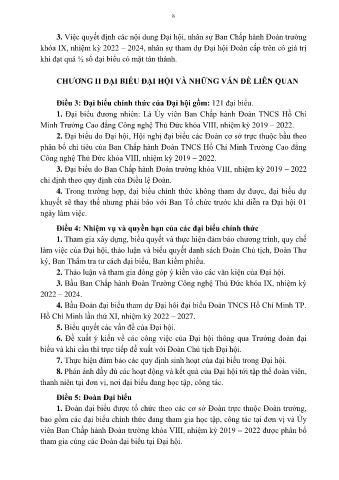 8
3. Việc quyết định các nội dung Đại hội, nhân sự Ban Chấp hành Đoàn trường
khóa IX, nhiệm kỳ 2022 – 2024, nhân sự tham dự Đại hội Đoàn cấp trên có giá trị
khi đạt quá ½ số đại biểu có mặt tán thành.
CHƯƠNG II ĐẠI BIỂU ĐẠI HỘI VÀ NHỮNG VẤN ĐỀ LIÊN QUAN
Điều 3: Đại biểu chính thức của Đại hội gồm: 121 đại biểu.
1. Đại biểu đương nhiên: Là Ủy viên Ban Chấp hành Đoàn TNCS Hồ Chí
Minh Trường Cao đẳng Công nghệ Thủ Đức khóa VIII, nhiệm kỳ 2019 – 2022.
2. Đại biểu do Đại hội, Hội nghị đại biểu các Đoàn cơ sở trực thuộc bầu theo
phân bổ chỉ tiêu của Ban Chấp hành Đoàn TNCS Hồ Chí Minh Trường Cao đẳng
Công nghệ Thủ Đức khóa VIII, nhiệm kỳ 2019 – 2022.
3. Đại biểu do Ban Chấp hành Đoàn trường khóa VIII, nhiệm kỳ 2019 – 2022
chỉ định theo quy định của Điều lệ Đoàn.
4. Trong trường hợp, đại biểu chính thức không tham dự được, đại biểu dự
khuyết sẽ thay thế nhưng phải báo với Ban Tổ chức trước khi diễn ra Đại hội 01
ngày làm việc.
Điều 4: Nhiệm vụ và quyền hạn của các đại biểu chính thức
1. Tham gia xây dựng, biểu quyết và thực hiện đảm bảo chương trình, quy chế
làm việc của Đại hội, thảo luận và biểu quyết danh sách Đoàn Chủ tịch, Đoàn Thư
ký, Ban Thẩm tra tư cách đại biểu, Ban kiểm phiếu.
2. Thảo luận và tham gia đóng góp ý kiến vào các văn kiện của Đại hội.
3. Bầu Ban Chấp hành Đoàn Trường Công nghệ Thủ Đức khóa IX, nhiệm kỳ
2022 – 2024.
4. Bầu Đoàn đại biểu tham dự Đại hội đại biểu Đoàn TNCS Hồ Chí Minh TP.
Hồ Chí Minh lần thứ XI, nhiệm kỳ 2022 – 2027.
5. Biểu quyết các vấn đề của Đại hội.
6. Đề xuất ý kiến về các công việc của Đại hội thông qua Trưởng đoàn đại
biểu và khi cần thì trực tiếp đề xuất với Đoàn Chủ tịch Đại hội.
7. Thực hiện đảm bảo các quy định sinh hoạt của đại biểu trong Đại hội.
8. Phản ánh đầy đủ các hoạt động và kết quả của Đại hội tới tập thể đoàn viên,
thanh niên tại đơn vị, nơi đại biểu đang học tập, công tác.
Điều 5: Đoàn Đại biểu
1. Đoàn đại biểu được tổ chức theo các cơ sở Đoàn trực thuộc Đoàn trường,
bao gồm các đại biểu chính thức đang tham gia học tập, công tác tại đơn vị và Ủy
viên Ban Chấp hành Đoàn trường khóa VIII, nhiệm kỳ 2019 – 2022 được phân bổ
tham gia cùng các Đoàn đại biểu tại Đại hội.